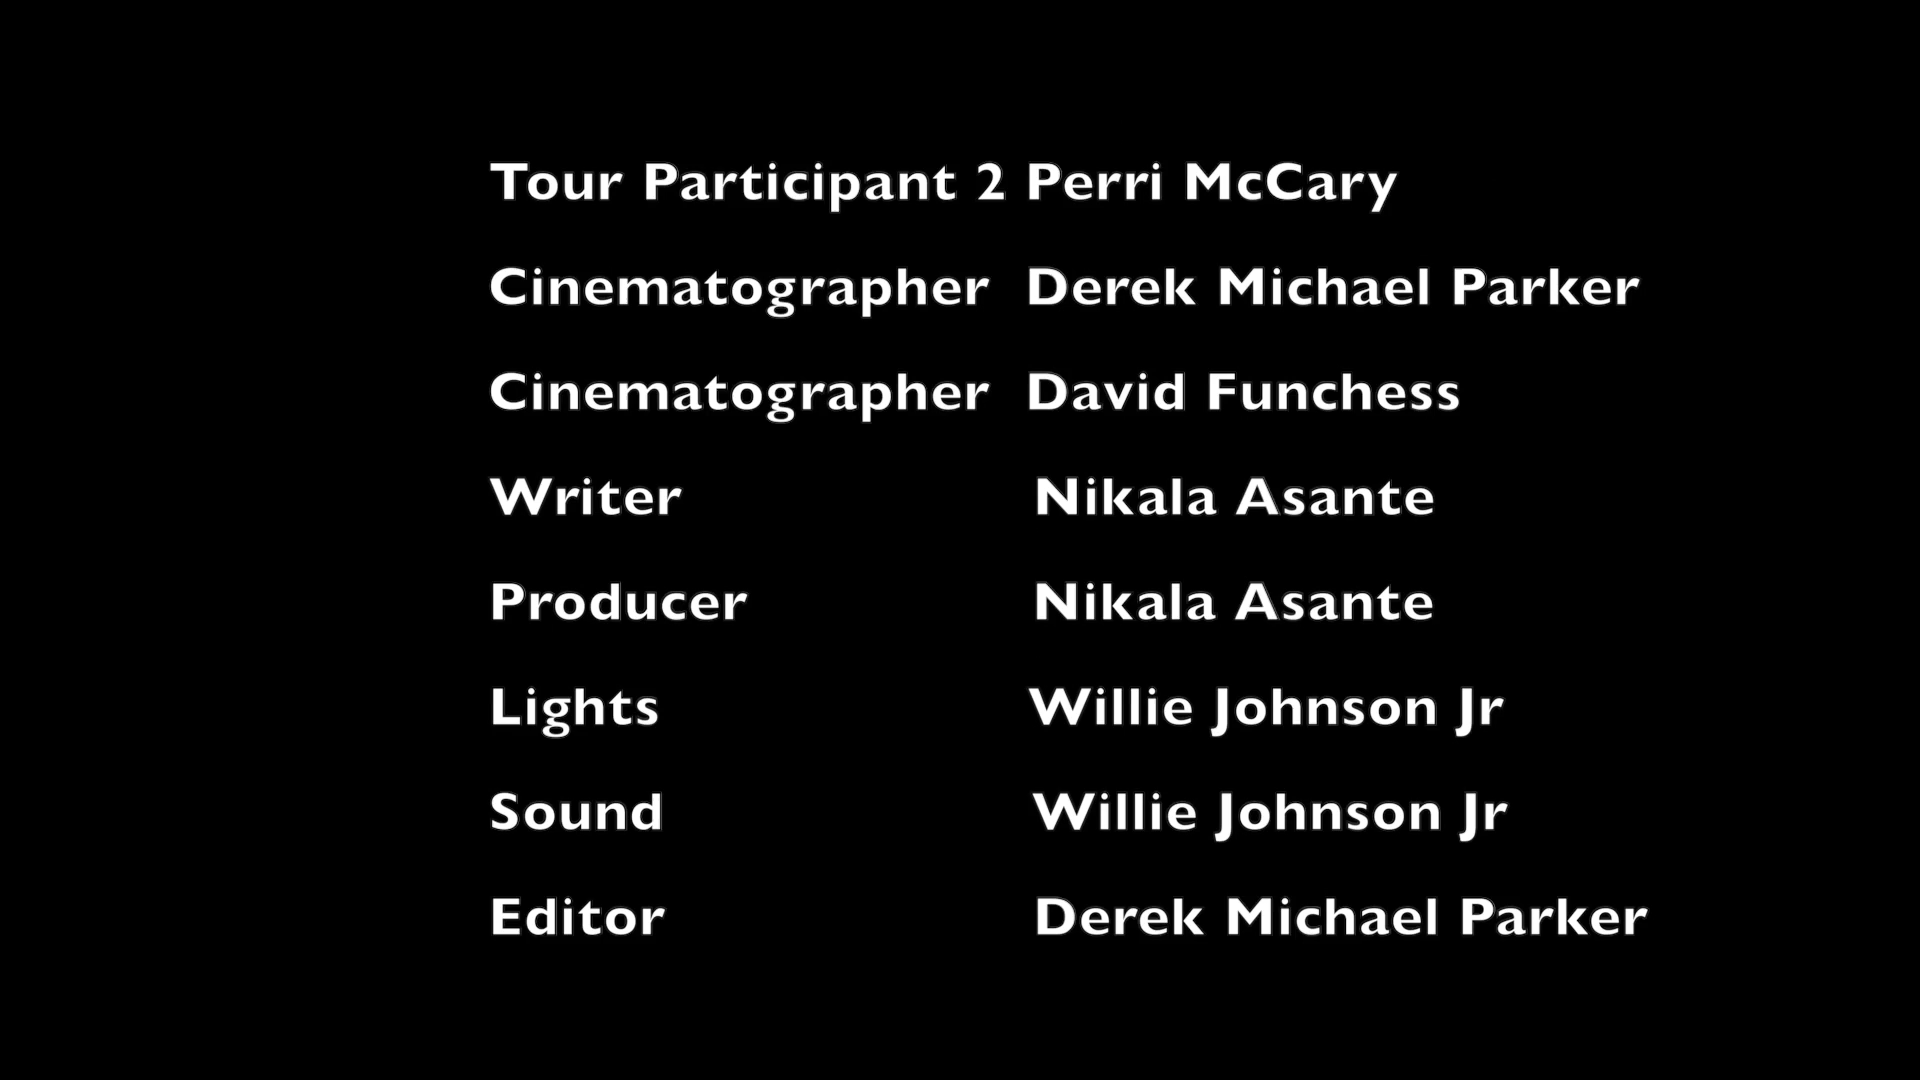 Tour Participant 2 Perri McCary
Cinematographer Derek Michael Parker
Cinematographer David Funchess
Writer Nikala Asante
Producer Nikala Asante
Lights Willie Johnson Jr
Sound Willie Johnson Jr
Editor Derek Michael Parker